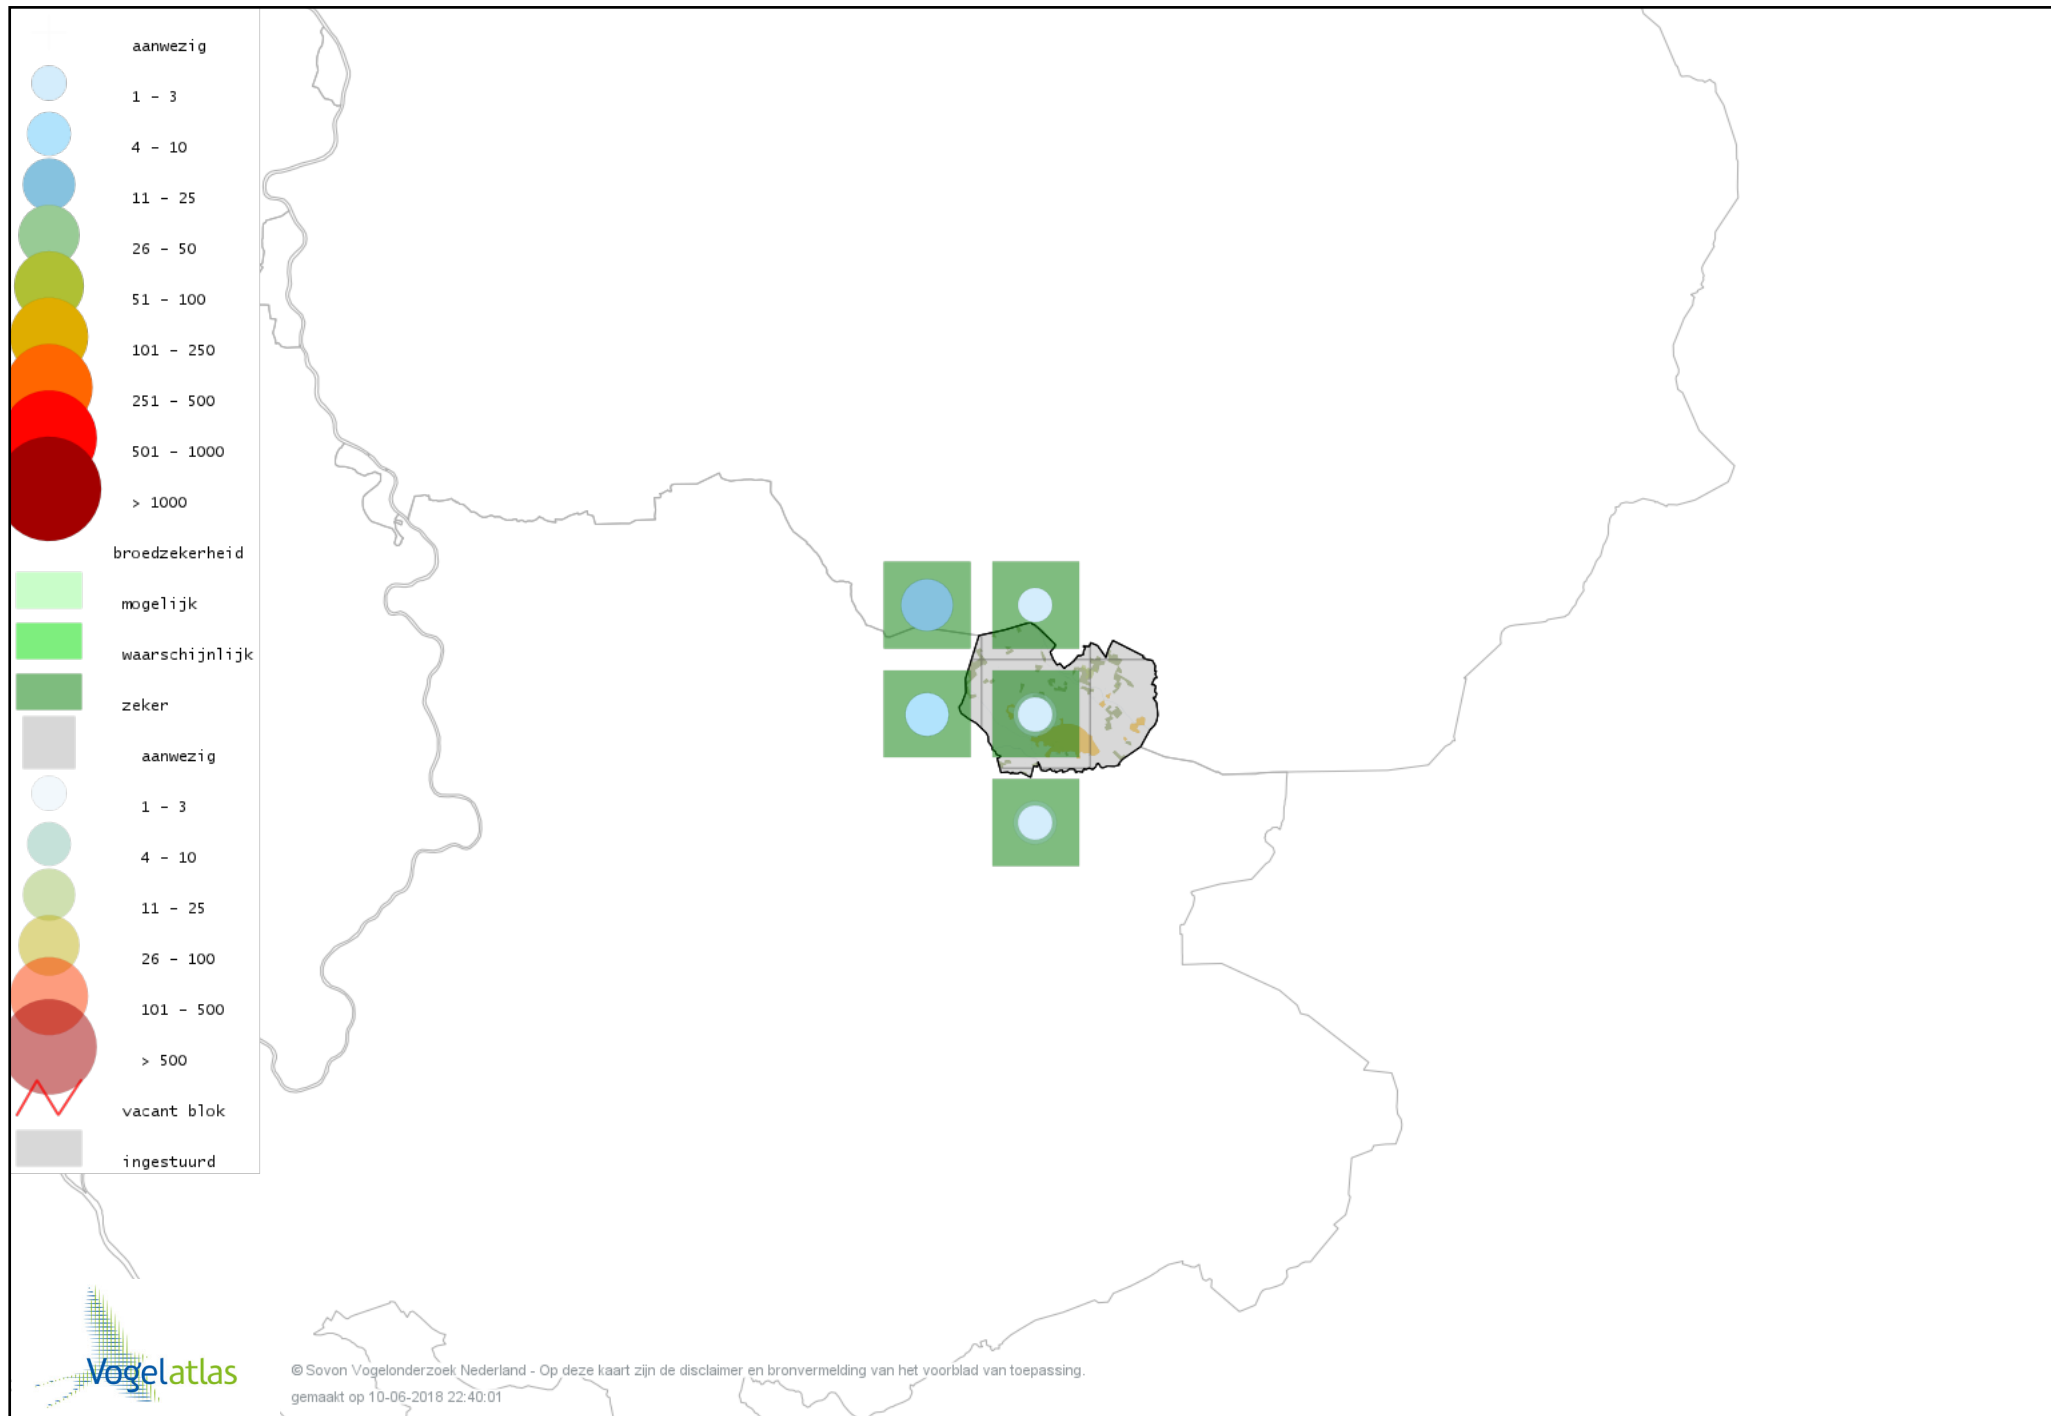 aanwezig
1 - 3
4 - 10
11 - 25
26 - 50
51 - 100
101 - 250
251 - 500
501 - 1000
> 1000
broedzekerheid
mogelijk
waarschijnlijk
zeker
aanwezig
1 - 3
4 - 10
11 - 25
26 - 100
101 - 500
> 500
vacant blok
ingestuurd
Vogelatlas
© Sovon Vogelonderzoek Nederland - Op deze kaart zijn de disclaimer en bronvermelding van het voorblad van toepassing.
gemaakt op 10-06-2018 22:40:01